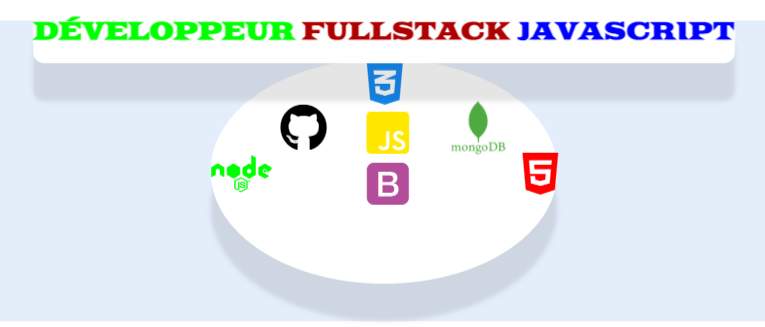 DÉVELOPPEUR FULLSTACK JAVASCRIPT
3
JS
mongoDB
node
JS
5
B